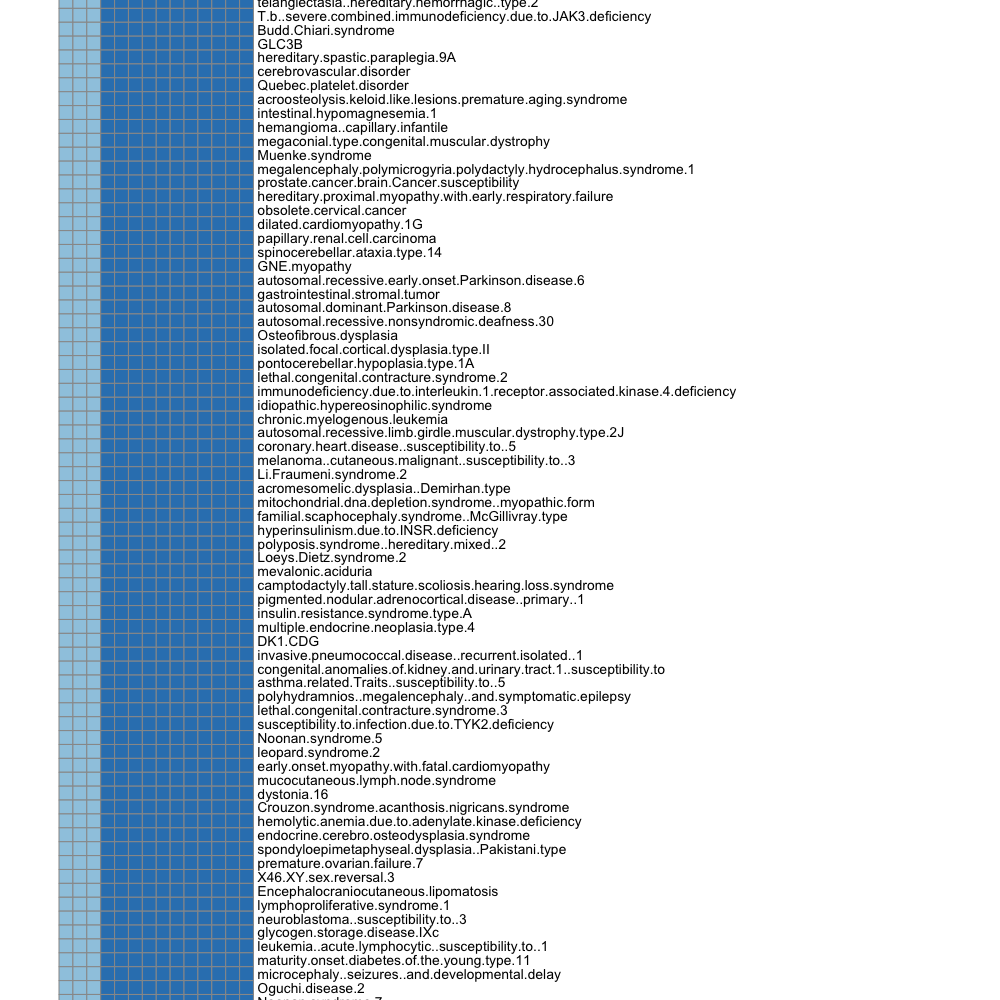 telangiectasia..hereditary.hemorrhagic..type.2
T.b..severe.combined.immunodeficiency.due.to.JAK3.deficiency
Budd.Chiari.syndrome
GLC3B
hereditary.spastic.paraplegia.9A
cerebrovascular.disorder
Quebec.platelet.disorder
acroosteolysis.keloid.like.lesions.premature.aging.syndrome
intestinal.hypomagnesemia.1
hemangioma..capillary.infantile
megaconial.type.congenital.muscular.dystrophy
Muenke.syndrome
megalencephaly.polymicrogyria.polydactyly.hydrocephalus.syndrome.1
prostate.cancer.brain.Cancer.susceptibility
hereditary.proximal.myopathy.with.early.respiratory.failure
obsolete.cervical.cancer
dilated.cardiomyopathy.1G
papillary.renal.cell.carcinoma
spinocerebellar.ataxia.type.14
GNE.myopathy
autosomal.recessive.early.onset.Parkinson.disease.6
gastrointestinal.stromal.tumor
autosomal.dominant.Parkinson.disease.8
autosomal.recessive.nonsyndromic.deafness.30
Osteofibrous.dysplasia
isolated.focal.cortical.dysplasia.type.II
pontocerebellar.hypoplasia.type.1A
lethal.congenital.contracture.syndrome.2
immunodeficiency.due.to.interleukin.1.receptor.associated.kinase.4.deficiency
idiopathic.hypereosinophilic.syndrome
chronic.myelogenous.leukemia
autosomal.recessive.limb.girdle.muscular.dystrophy.type.2J
coronary.heart.disease..susceptibility.to..5
melanoma..cutaneous.malignant..susceptibility.to..3
Li.Fraumeni.syndrome.2
acromesomelic.dysplasia..Demirhan.type
mitochondrial.dna.depletion.syndrome..myopathic.form
familial.scaphocephaly.syndrome..McGillivray.type
hyperinsulinism.due.to.INSR.deficiency
polyposis.syndrome..hereditary.mixed..2
Loeys.Dietz.syndrome.2
mevalonic.aciduria
camptodactyly.tall.stature.scoliosis.hearing.loss.syndrome
pigmented.nodular.adrenocortical.disease..primary..1
insulin.resistance.syndrome.type.A
multiple.endocrine.neoplasia.type.4
DK1.CDG
invasive.pneumococcal.disease..recurrent.isolated..1
congenital.anomalies.of.kidney.and.urinary.tract.1..susceptibility.to
asthma.related.Traits..susceptibility.to..5
polyhydramnios..megalencephaly..and.symptomatic.epilepsy
lethal.congenital.contracture.syndrome.3
susceptibility.to.infection.due.to.TYK2.deficiency
Noonan.syndrome.5
leopard.syndrome.2
early.onset.myopathy.with.fatal.cardiomyopathy
mucocutaneous.lymph.node.syndrome
dystonia.16
Crouzon.syndrome.acanthosis.nigricans.syndrome
hemolytic.anemia.due.to.adenylate.kinase.deficiency
endocrine.cerebro.osteodysplasia.syndrome
spondyloepimetaphyseal.dysplasia..Pakistani.type
premature.ovarian.failure.7
X46.XY.sex.reversal.3
Encephalocraniocutaneous.lipomatosis
lymphoproliferative.syndrome.1
neuroblastoma..susceptibility.to..3
glycogen.storage.disease.IXc
leukemia..acute.lymphocytic..susceptibility.to..1
maturity.onset.diabetes.of.the.young.type.11
microcephaly..seizures..and.developmental.delay
Oguchi.disease.2
Noonan.syndrome.7